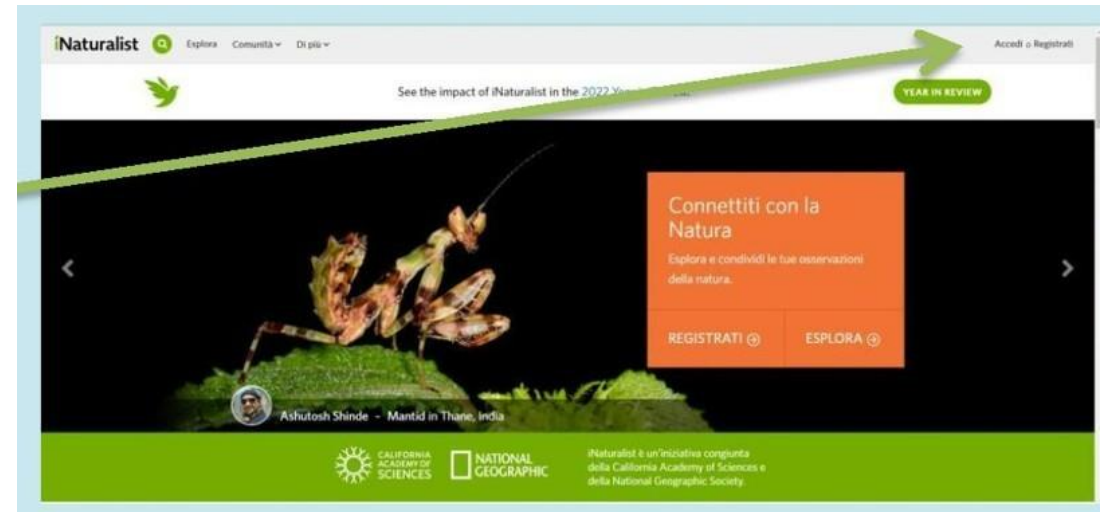 iNaturalist Esplora Comunità Di più Accedi o Registrati
See the impact of iNaturalist in the 2022
YEAR IN REVIEW
Connettiti con la
Natura
Esplora e condividi le tue osservazioni
della natura.
REGISTRATI ESPLORA
Ashutosh Shinde - Mantid in Thane, India
CALIFORNIA
ACADEMY OF
SCIENCES
NATIONAL
GEOGRAPHIC
iNaturalist è un'iniziativa congiunta
della California Academy of Sciences e
della National Geographic Society.